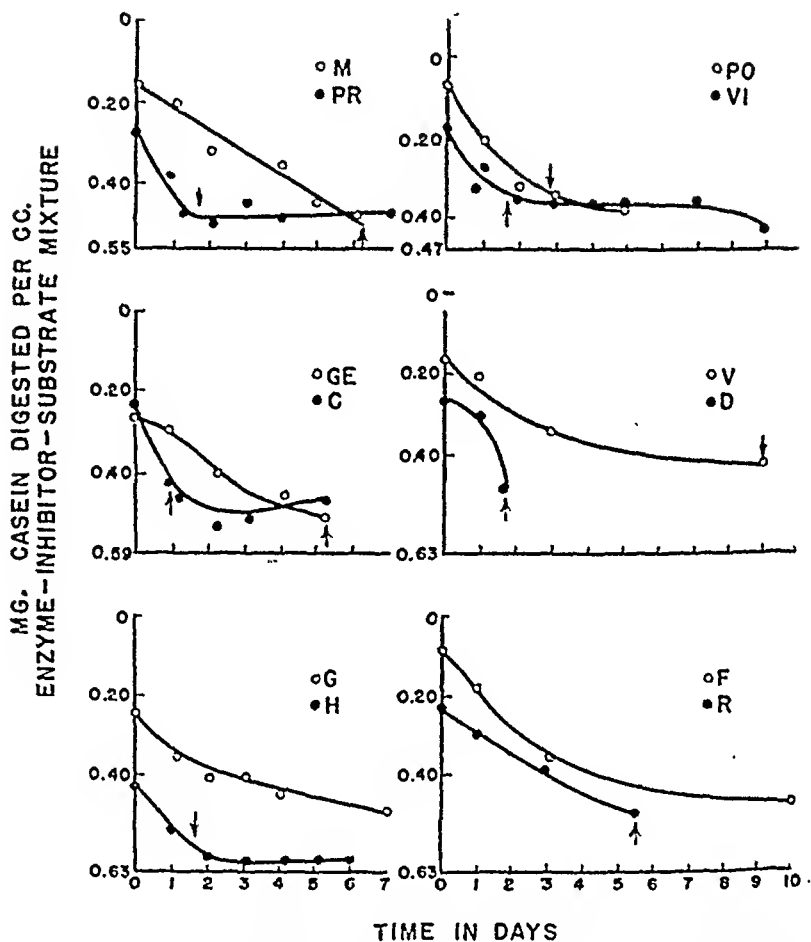 MG. CASEIN DIGESTED PER CC.
ENZYME-INHIBITOR-SUBSTRATE MIXTURE
0
0.20
0.40
0.55
M
PR
0
0.20
0.40
0.47
PO
VI
0
0.20
0.40
0.59
GE
C
0
0.20
0.40
0.63
V
D
0
0.20
0.40
0.63
G
H
0 1 2 3 4 5 6 7
0
0.20
0.40
0.63
F
R
0 1 2 3 4 5 6 7 8 9 10
TIME IN DAYS